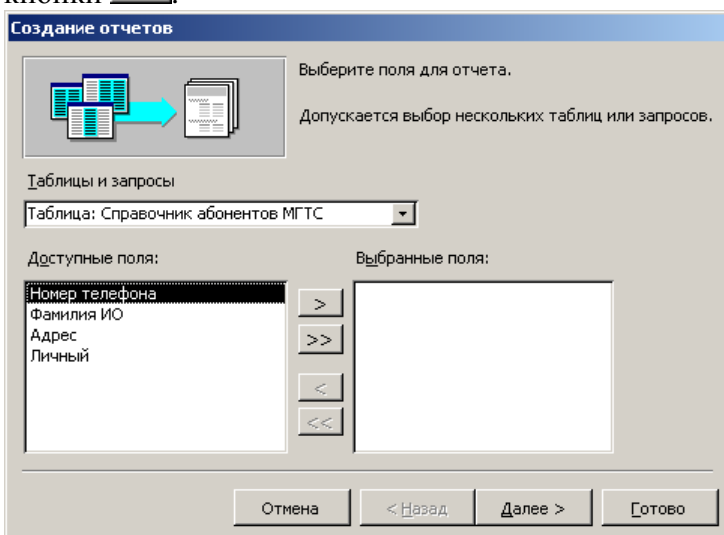 кнопки
Создание отчетов
Выберите поля для отчета.
Допускается выбор нескольких таблиц или запросов.
Таблицы и запросы
Таблица: Справочник абонентов МГТС
Доступные поля:
Выбранные поля:
Номер телефона
Фамилия ИО
Адрес
Личный
>
>>
<
<<
Отмена
< Назад
Далее >
Готово